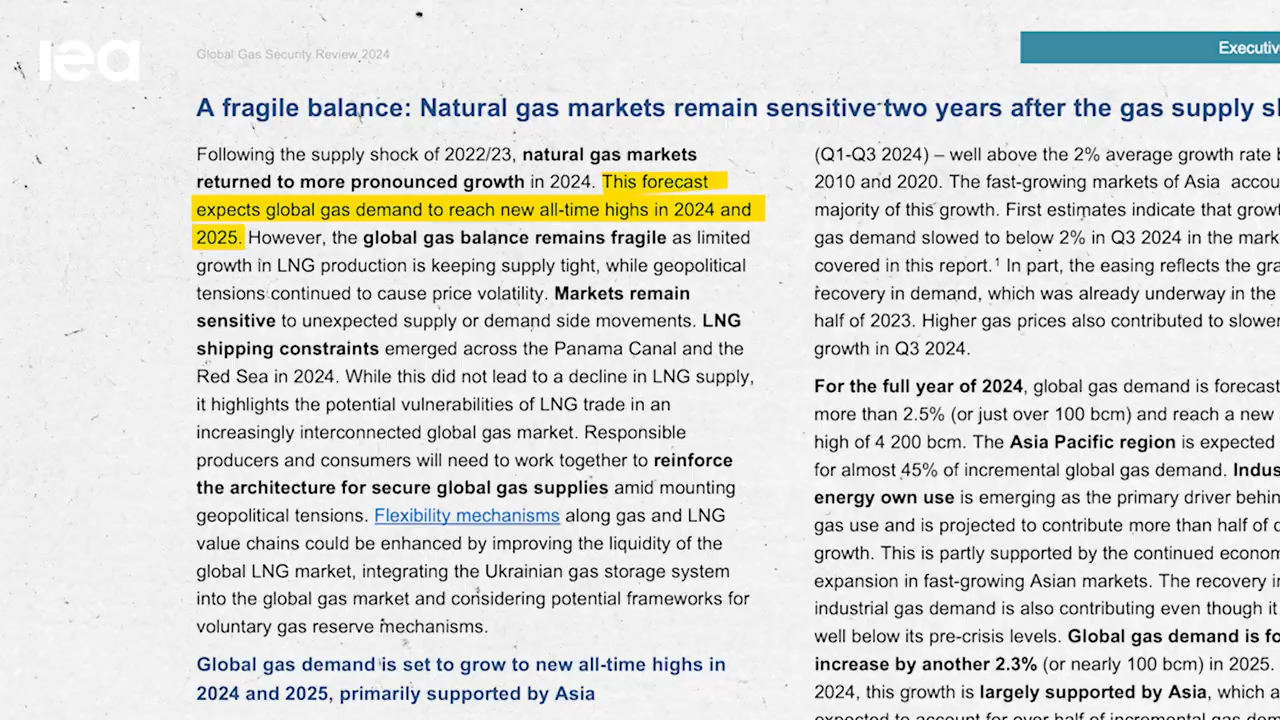 iea
Global Gas Security Review 2024
A fragile balance: Natural gas markets remain sensitive two years after the gas supply
Following the supply shock of 2022/23, natural gas markets
returned to more pronounced growth in 2024. This forecast
expects global gas demand to reach new all-time highs in 2024 and
2025. However, the global gas balance remains fragile as limited
growth in LNG production is keeping supply tight, while geopolitical
tensions continued to cause price volatility. Markets remain
sensitive to unexpected supply or demand side movements. LNG
shipping constraints emerged across the Panama Canal and the
Red Sea in 2024. While this did not lead to a decline in LNG supply,
it highlights the potential vulnerabilities of LNG trade in an
increasingly interconnected global gas market. Responsible
producers and consumers will need to work together to reinforce
the architecture for secure global gas supplies amid mounting
geopolitical tensions. Flexibility mechanisms along gas and LNG
value chains could be enhanced by improving the liquidity of the
global LNG market, integrating the Ukrainian gas storage system
into the global gas market and considering potential frameworks for
voluntary gas reserve mechanisms.
Global gas demand is set to grow to new all-time highs in
2024 and 2025, primarily supported by Asia
(Q1-Q3 2024) – well above the 2% average growth rate
2010 and 2020. The fast-growing markets of Asia
majority of this growth. First estimates indicate that
gas demand slowed to below 2% in Q3 2024 in the
covered in this report.¹ In part, the easing reflects the
recovery in demand, which was already underway in the
half of 2023. Higher gas prices also contributed to
growth in Q3 2024.
For the full year of 2024, global gas demand is
more than 2.5% (or just over 100 bcm) and reach a new
high of 4 200 bcm. The Asia Pacific region is expected
for almost 45% of incremental global gas demand.
energy own use is emerging as the primary driver
gas use and is projected to contribute more than half of
growth. This is partly supported by the continued
expansion in fast-growing Asian markets. The recovery
industrial gas demand is also contributing even though it
well below its pre-crisis levels. Global gas demand is
increase by another 2.3% (or nearly 100 bcm) in 2025.
2024, this growth is largely supported by Asia, which
expected to account for over half of incremental gas